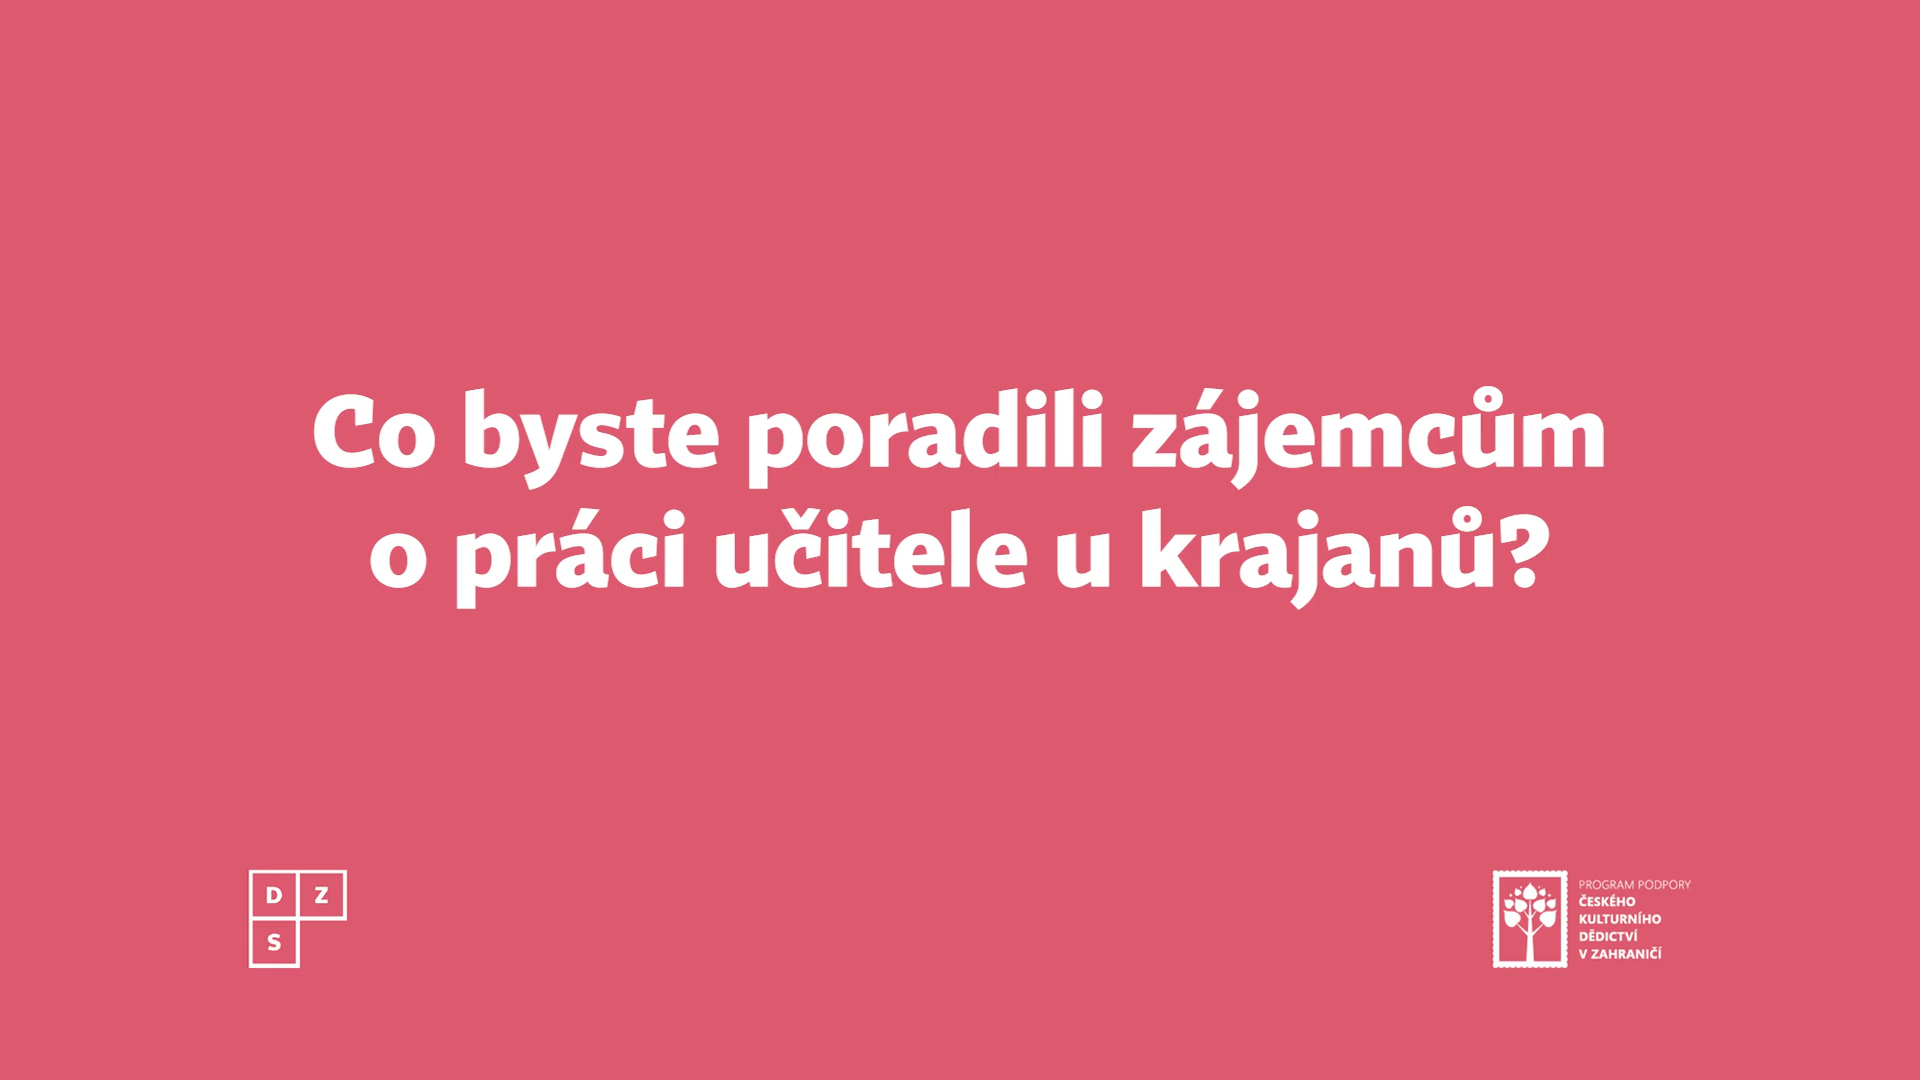 Co byste poradili zájemcům
o práci učitele u krajanů?
D Z
S
PROGRAM PODPORY
ČESKÉHO
KULTURNÍHO
DĚDICTVÍ
V ZAHRANIČÍ